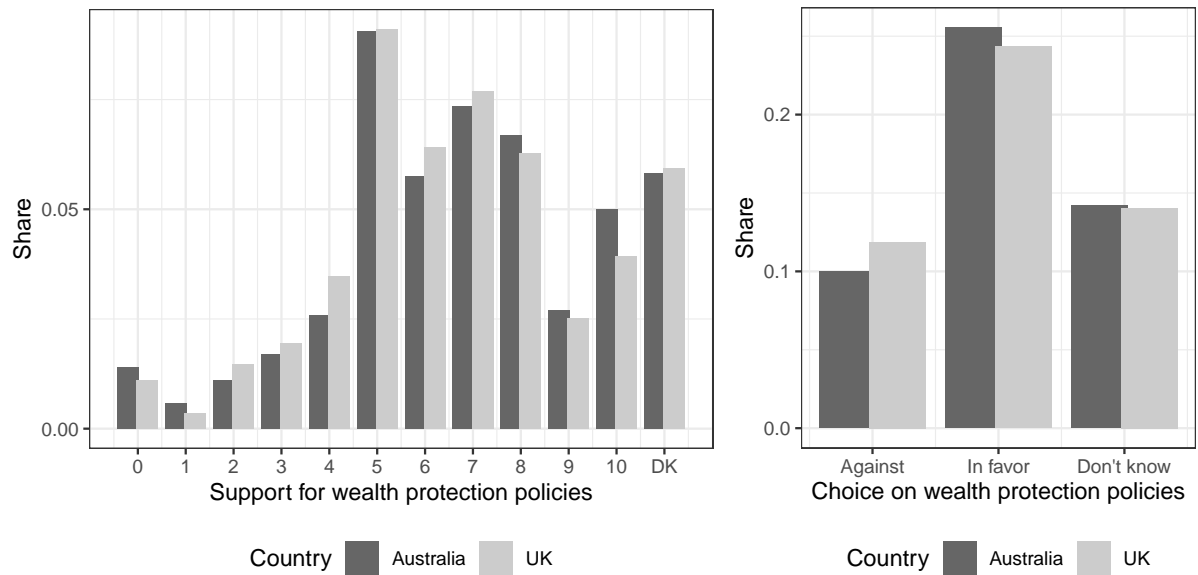 Share
0.05
0.00
0 1 2 3 4 5 6 7 8 9 10 DK
Support for wealth protection policies
Country Australia UK
Share
0.2
0.1
0.0
Against In favor Don't know
Choice on wealth protection policies
Country Australia UK